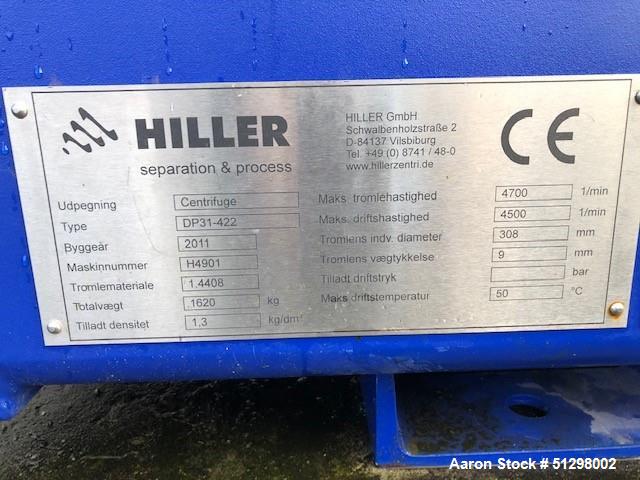 HILLER
separation & process
HILLER GmbH
Schwalbenholzstraße 2
D-84137 Vilsbiburg
Tel. +49 (0) 8741 / 48-0
www.hillerzentri.de
CE
Udpegning Centrifuge
Type DP31-422
Byggeår 2011
Maskinnummer H4901
Tromlemateriale 1.4408
Totalvægt 1620 kg
Tilladt densitet 1,3 kg/dm³
Maks. tromlehastighed 4700 1/min
Maks. driftshastighed 4500 1/min
Tromlens indv. diameter 308 mm
Tromlens vægtykkelse 9 mm
Tilladt driftstryk bar
Maks driftstemperatur 50 °C
Aaron Stock # 51298002